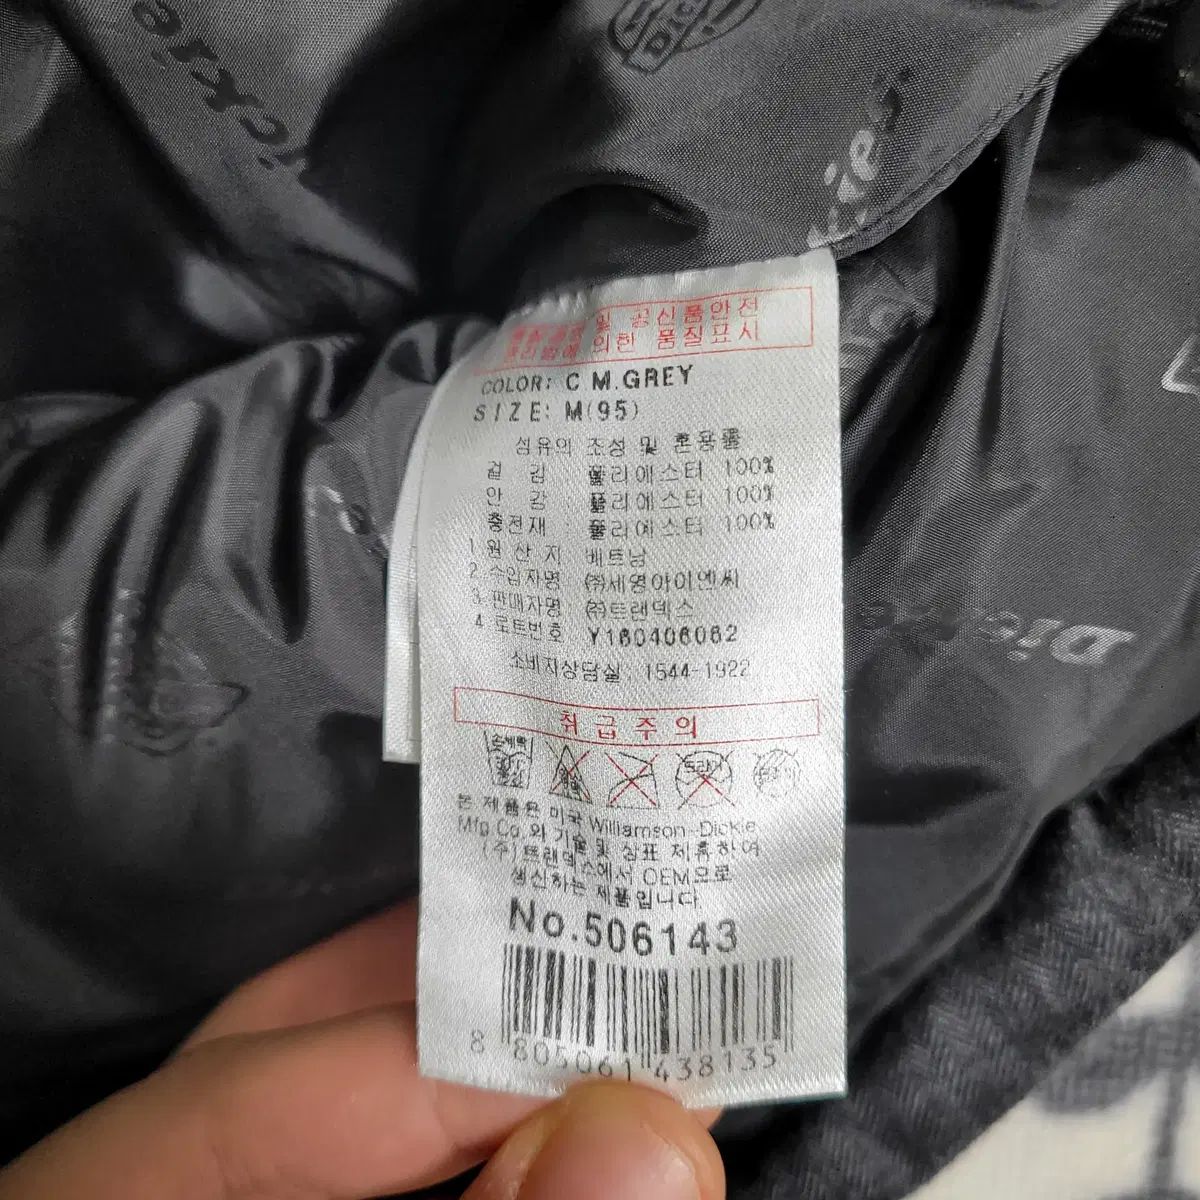 Dickies
및 공산품안전
관리법에 의한 품질표시
COLOR: C M.GREY
SIZE: M(95)
섬유의 조성 및 혼용률
겉 감 폴리에스터 100%
안 감 폴리에스터 100%
충전재 : 폴리에스터 100%
1. 원 산 지 베트남
2. 수입자명 ㈜세영아이엔씨
3. 판매자명 ㈜트랜덱스
4. 로트번호 Y160406062
소비자상담실, 1544-1922
취급주의
드라이
본 제품은 미국 Williamson-Dickie
Mfg Co.와 기술 및 상표 제휴하여
(주)트랜덱스에서 OEM으로
생산하는 제품입니다
No.506143
8 805061 438135